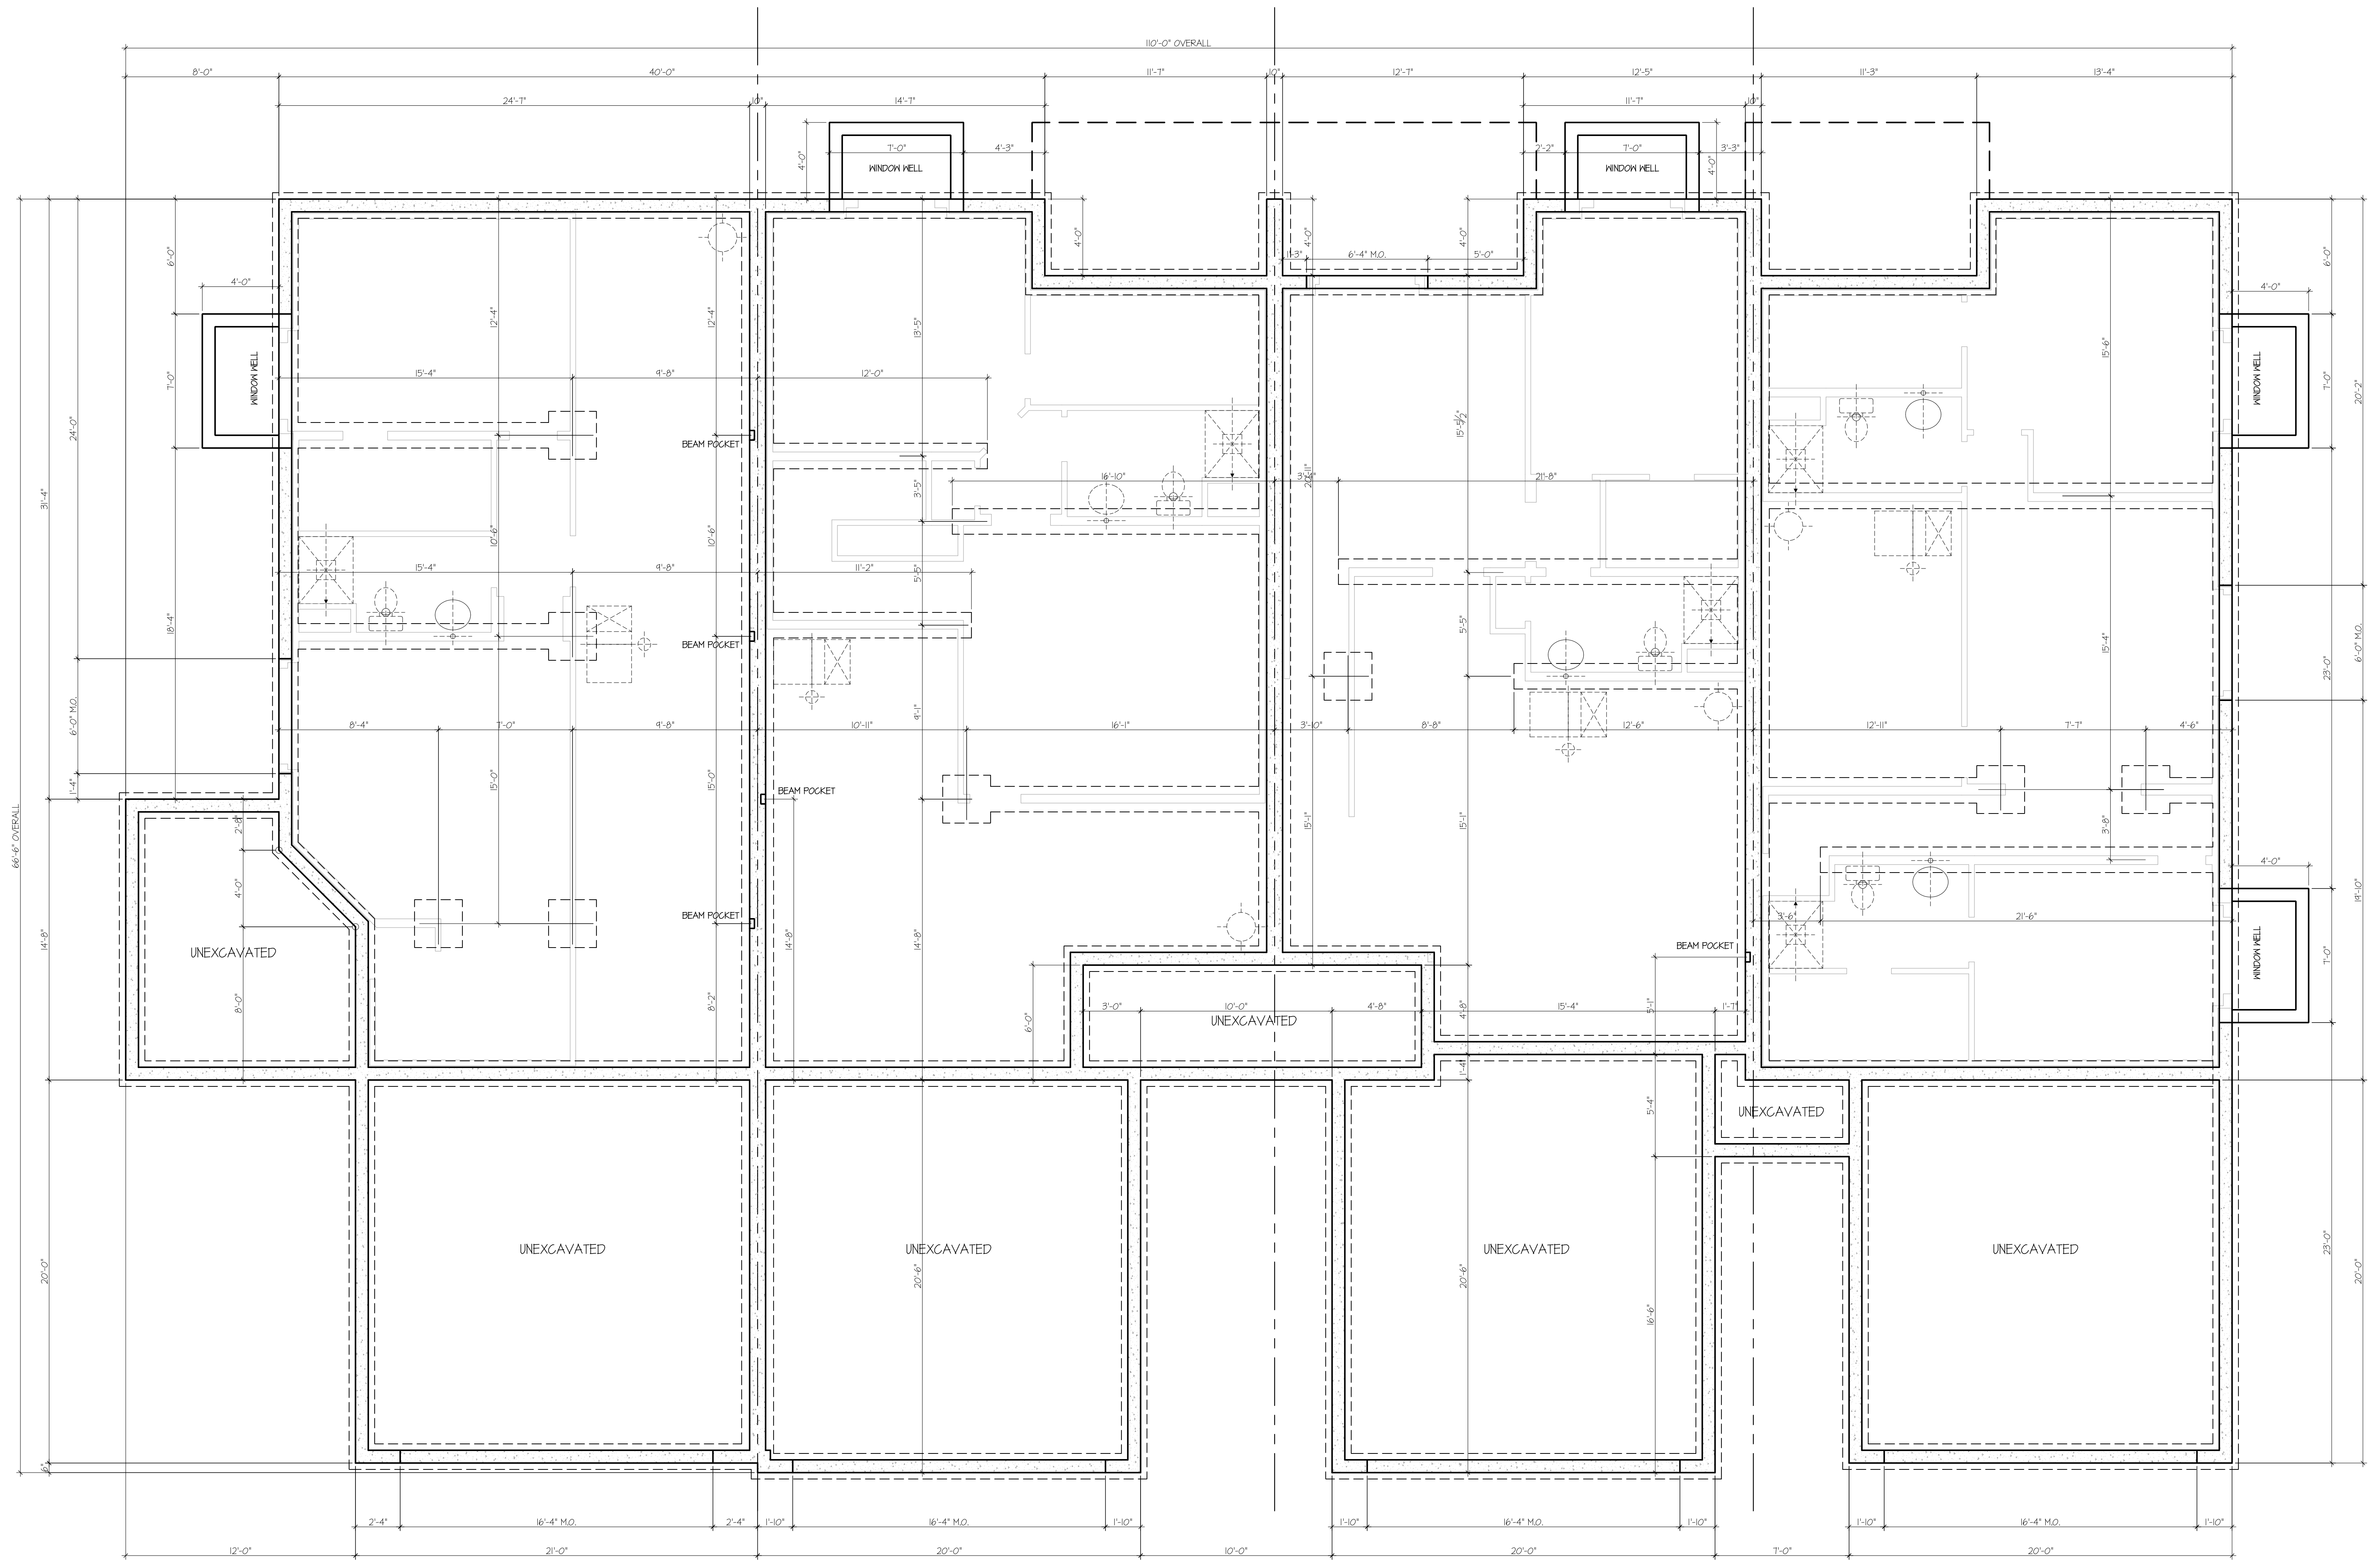 110'-0" OVERALL
8'-0" 40'-0" 11'-7" 10" 12'-7" 12'-5" 11'-3" 13'-4"
24'-7" 10" 14'-7" 11'-7" 10"
4'-0" 7'-0" 4'-3" 2'-2" 7'-0" 3'-3" 4'-0"
WINDOW WELL WINDOW WELL
6'-0" 4'-0" 4'-0" 4'-0" 6'-0"
1'-3" 6'-4" M.O. 5'-0"
4'-0" 4'-0"
12'-4" 12'-4" 13'-5" 15'-6"
WINDOW WELL WINDOW WELL
7'-0" 7'-0"
15'-4" 9'-8" 12'-0"
20'-2"
24'-0" 15'-5 1/2"
BEAM POCKET
31'-4" 3'-5" 16'-10" 3'-4" 21'-8"
20'-11"
10'-6" 10'-6"
15'-4" 9'-8" 11'-2" 5'-5"
18'-4" 5'-5" 15'-4" 23'-0" 6'-0" M.O.
BEAM POCKET
6'-0" M.O. 9'-1"
8'-4" 7'-0" 9'-8" 10'-11" 16'-1" 3'-10" 8'-8" 12'-6" 12'-11" 7'-7" 4'-6"
1'-4" 15'-0" 15'-0"
BEAM POCKET
66'-6" OVERALL
2'-8" 15'-1" 15'-1" 3'-8"
4'-0"
4'-0" 19'-10"
BEAM POCKET
3'-6" 21'-6"
14'-8" 14'-8" 14'-8"
UNEXCAVATED
BEAM POCKET
WINDOW WELL
7'-0"
8'-0" 8'-2" 6'-0" 3'-0" 10'-0" 4'-8" 4'-8" 15'-4" 5'-1" 1'-7"
UNEXCAVATED
1'-4"
5'-4"
UNEXCAVATED
UNEXCAVATED UNEXCAVATED UNEXCAVATED UNEXCAVATED
20'-0" 20'-6" 20'-6" 16'-6" 23'-0" 20'-0"
6"
2'-4" 16'-4" M.O. 2'-4" 1'-10" 16'-4" M.O. 1'-10" 1'-10" 16'-4" M.O. 1'-10" 1'-10" 16'-4" M.O. 1'-10"
12'-0" 21'-0" 20'-0" 10'-0" 20'-0" 7'-0" 20'-0"